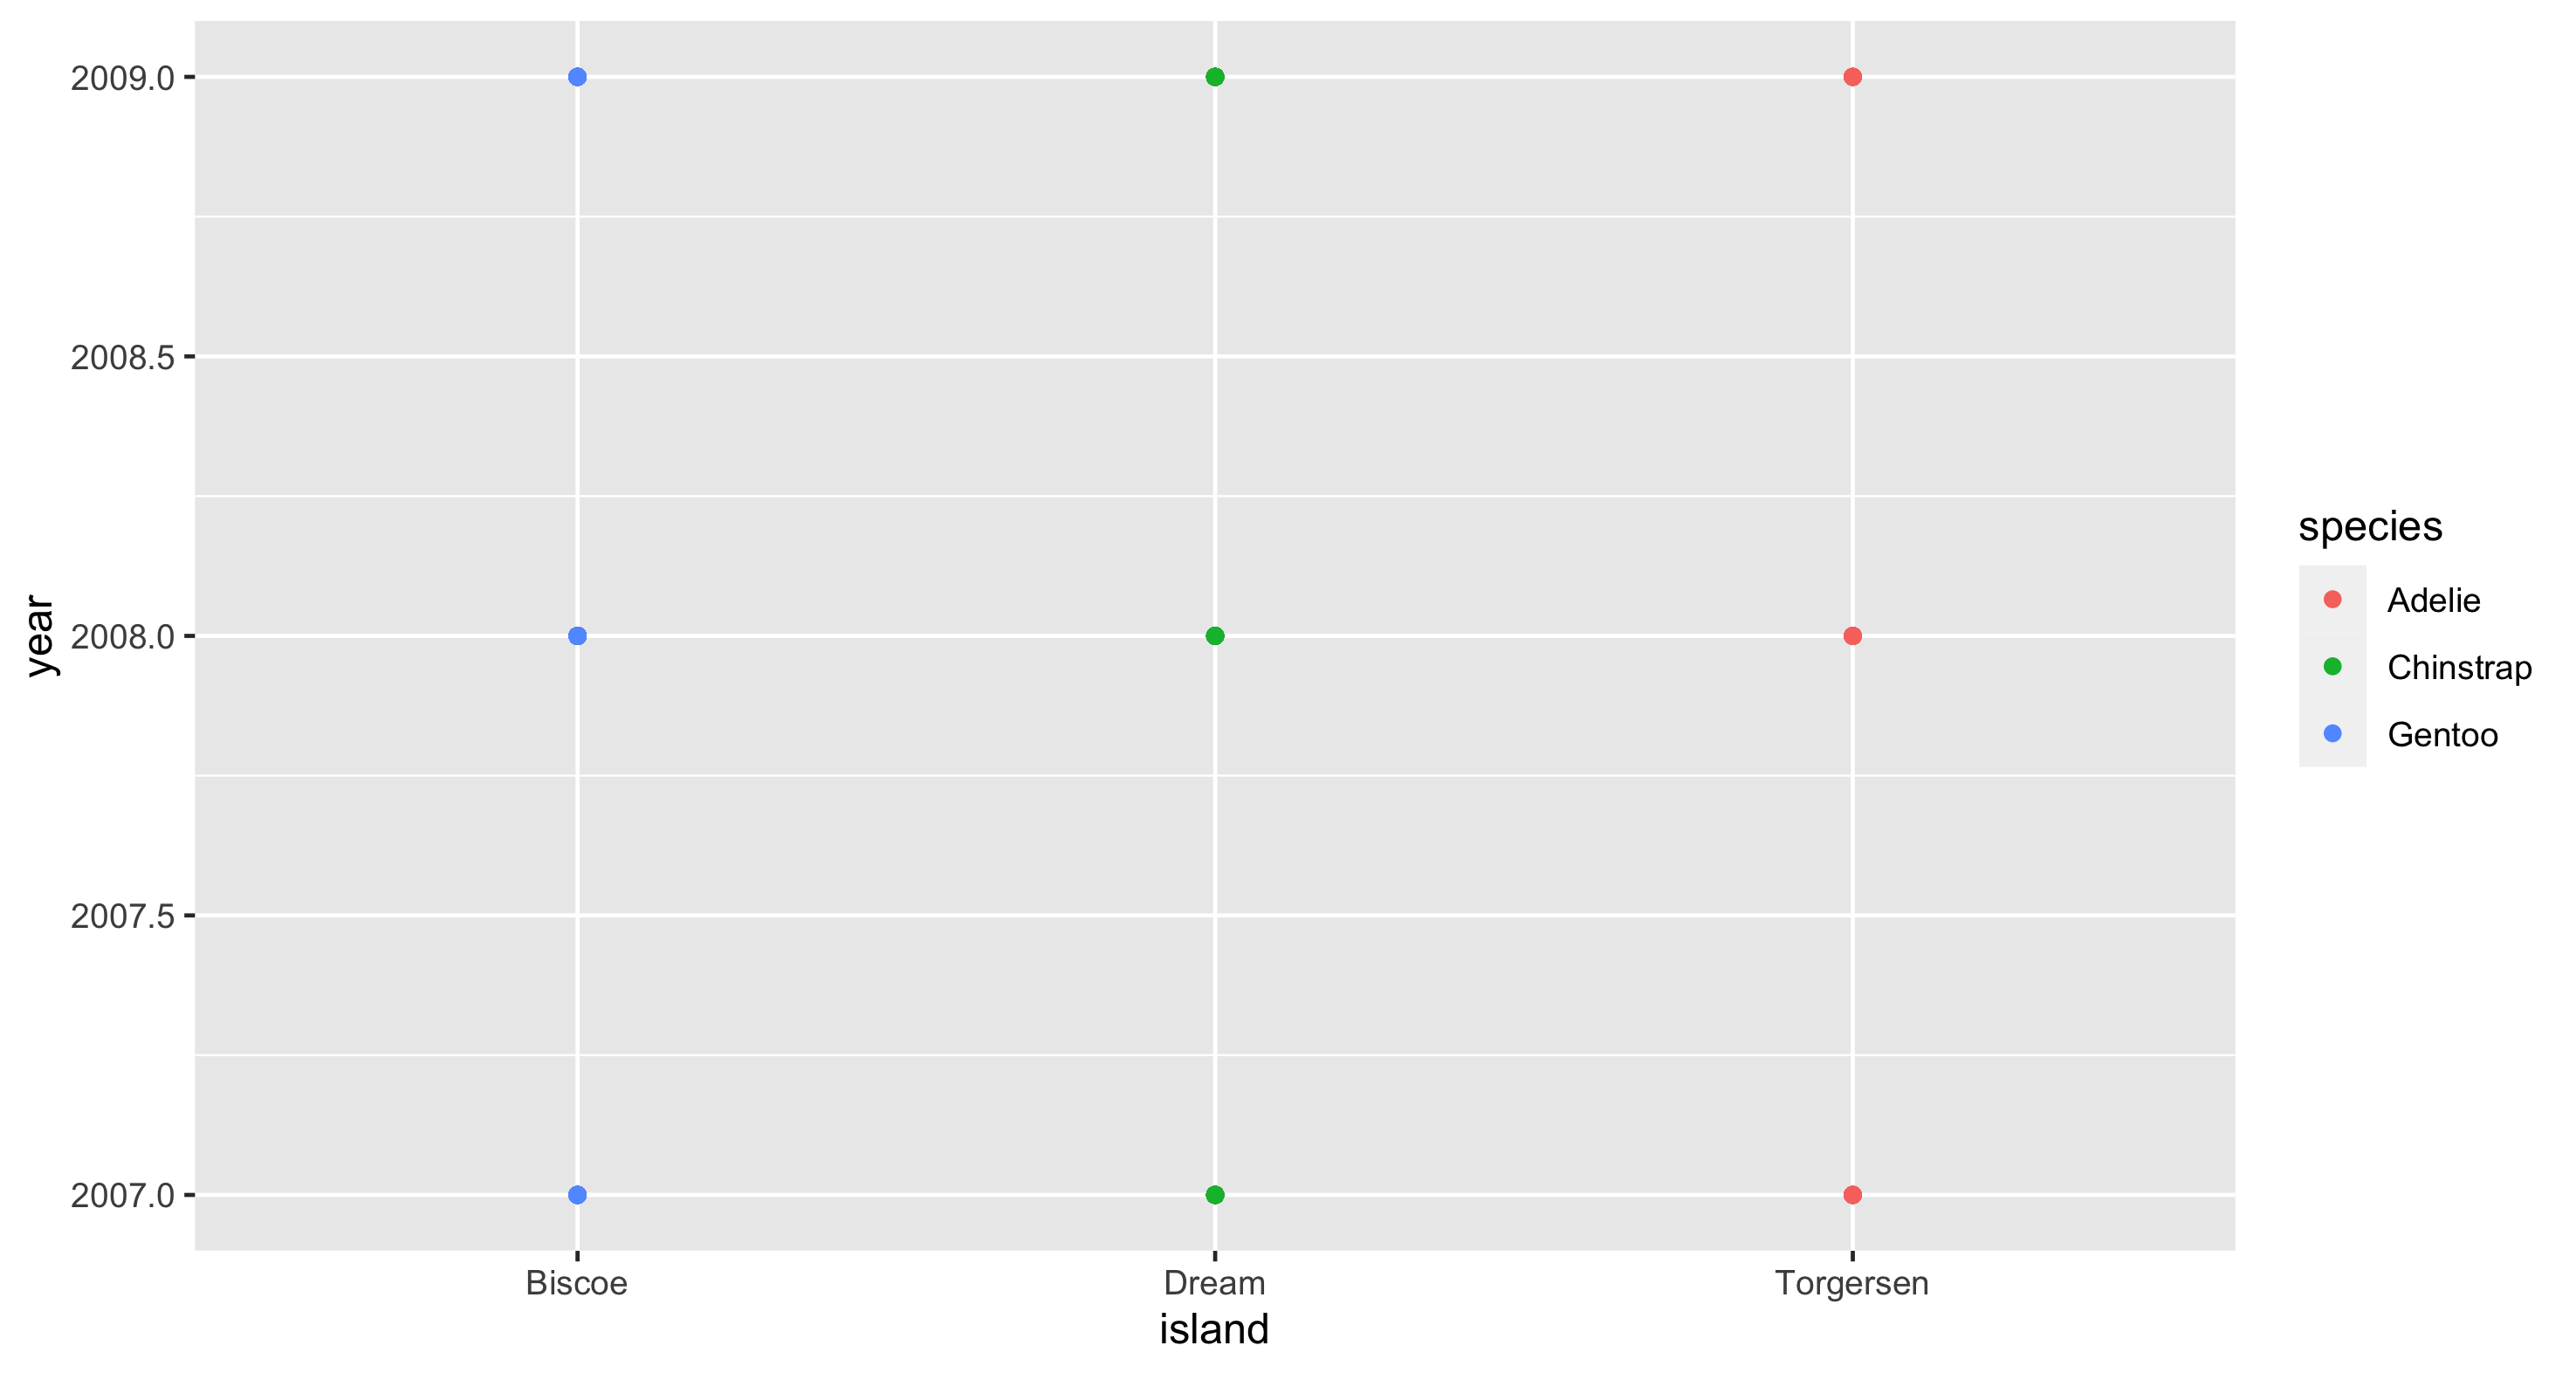 2009.0
2008.5
2008.0
2007.5
2007.0
year
Biscoe
Dream
Torgersen
island
species
Adelie
Chinstrap
Gentoo